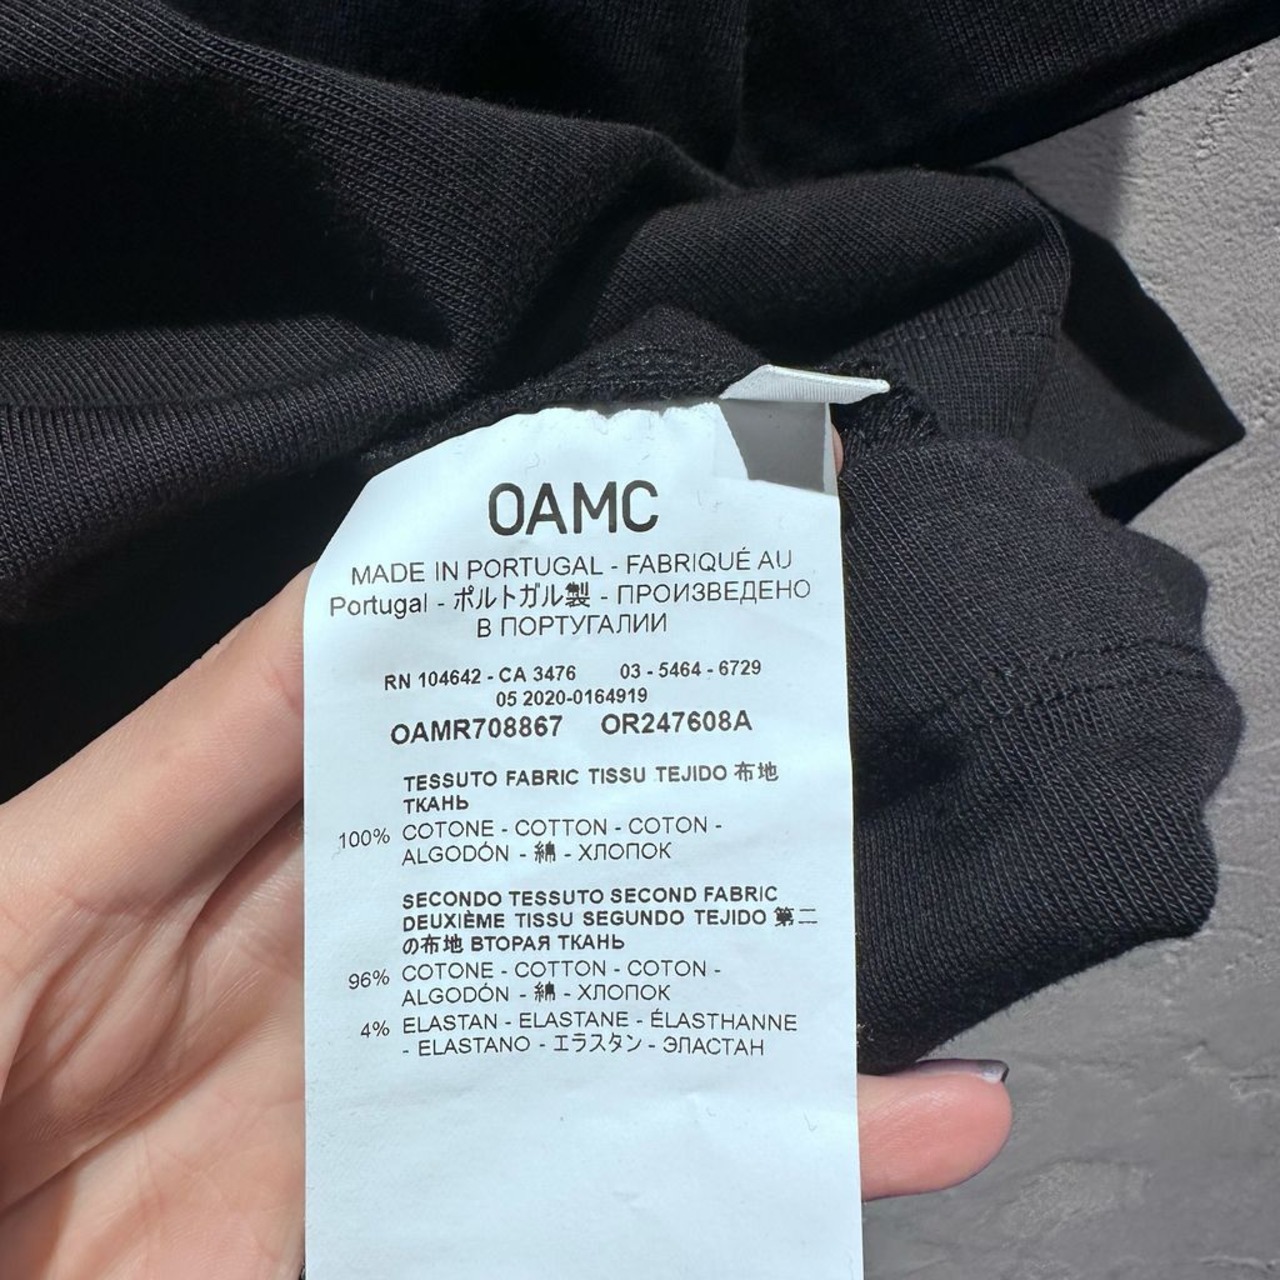 OAMC
MADE IN PORTUGAL - FABRIQUÉ AU
Portugal - ポルトガル製 - ПРОИЗВЕДЕНО
В ПОРТУГАЛИИ
RN 104642 - CA 3476 03 - 5464 - 6729
05 2020-0164919
OAMR708867 OR247608A
TESSUTO FABRIC TISSU TEJIDO 布地
ТКАНЬ
100% COTONE - COTTON - COTON -
ALGODÓN - 綿 - ХЛОПОК
SECONDO TESSUTO SECOND FABRIC
DEUXIÈME TISSU SEGUNDO TEJIDO 第二
の布地 ВТОРАЯ ТКАНЬ
96% COTONE - COTTON - COTON -
ALGODÓN - 綿 - ХЛОПОК
4% ELASTAN - ELASTANE - ÉLASTHANNE
- ELASTANO - エラスタン - ЭЛАСТАН